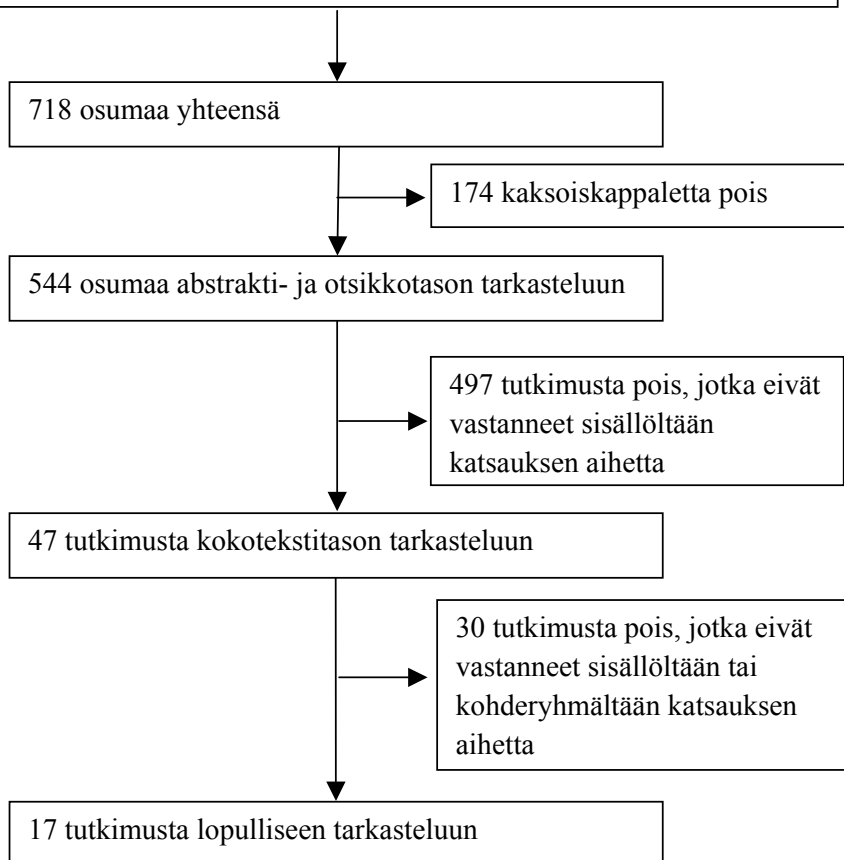 718 osumaa yhteensä
174 kaksoiskappaletta pois
544 osumaa abstrakti- ja otsikkotason tarkasteluun
497 tutkimusta pois, jotka eivät
vastanneet sisällöltään
katsauksen aihetta
47 tutkimusta kokotekstitason tarkasteluun
30 tutkimusta pois, jotka eivät
vastanneet sisällöltään tai
kohderyhmältään katsauksen
aihetta
17 tutkimusta lopulliseen tarkasteluun